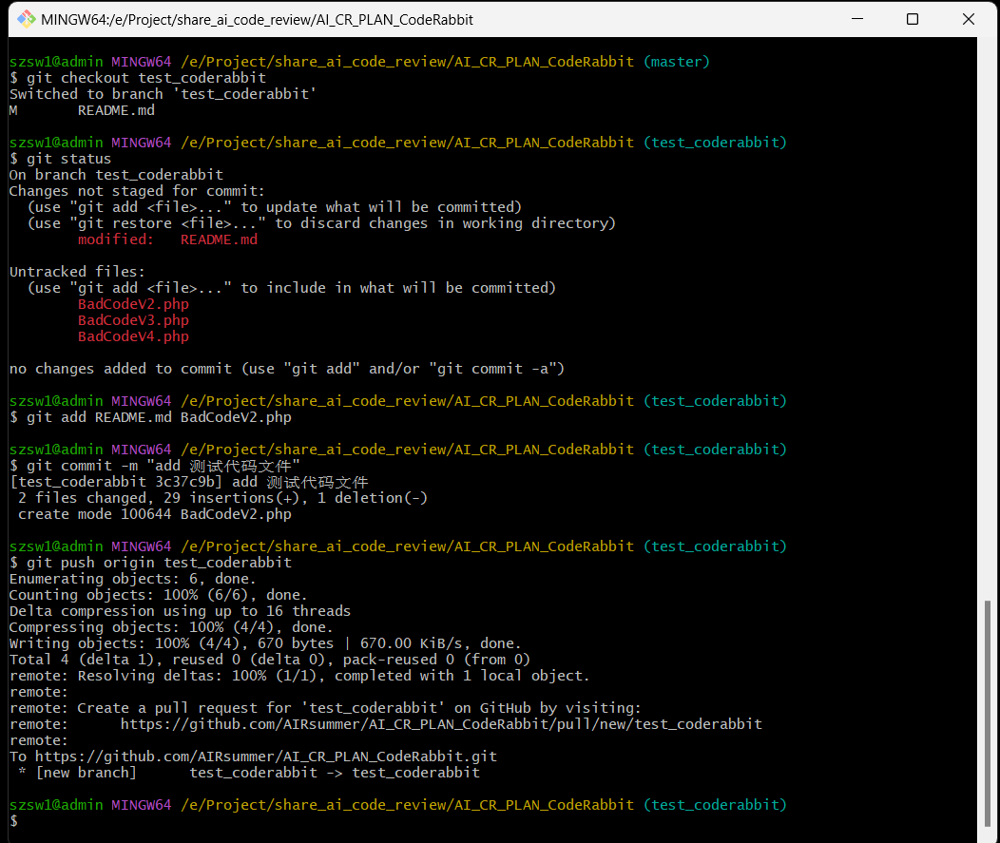 MINGW64:/e/Project/share_ai_code_review/AI_CR_PLAN_CodeRabbit
szsw1@admin MINGW64 /e/Project/share_ai_code_review/AI_CR_PLAN_CodeRabbit (master)
$ git checkout test_coderabbit
Switched to branch 'test_coderabbit'
M       README.md
szsw1@admin MINGW64 /e/Project/share_ai_code_review/AI_CR_PLAN_CodeRabbit (test_coderabbit)
$ git status
On branch test_coderabbit
Changes not staged for commit:
  (use "git add <file>..." to update what will be committed)
  (use "git restore <file>..." to discard changes in working directory)
        modified:   README.md
Untracked files:
  (use "git add <file>..." to include in what will be committed)
        BadCodeV2.php
        BadCodeV3.php
        BadCodeV4.php
no changes added to commit (use "git add" and/or "git commit -a")
szsw1@admin MINGW64 /e/Project/share_ai_code_review/AI_CR_PLAN_CodeRabbit (test_coderabbit)
$ git add README.md BadCodeV2.php
szsw1@admin MINGW64 /e/Project/share_ai_code_review/AI_CR_PLAN_CodeRabbit (test_coderabbit)
$ git commit -m "add 测试代码文件"
[test_coderabbit 3c37c9b] add 测试代码文件
 2 files changed, 29 insertions(+), 1 deletion(-)
 create mode 100644 BadCodeV2.php
szsw1@admin MINGW64 /e/Project/share_ai_code_review/AI_CR_PLAN_CodeRabbit (test_coderabbit)
$ git push origin test_coderabbit
Enumerating objects: 6, done.
Counting objects: 100% (6/6), done.
Delta compression using up to 16 threads
Compressing objects: 100% (4/4), done.
Writing objects: 100% (4/4), 670 bytes | 670.00 KiB/s, done.
Total 4 (delta 1), reused 0 (delta 0), pack-reused 0 (from 0)
remote: Resolving deltas: 100% (1/1), completed with 1 local object.
remote:
remote: Create a pull request for 'test_coderabbit' on GitHub by visiting:
remote:      https://github.com/AIRsummer/AI_CR_PLAN_CodeRabbit/pull/new/test_coderabbit
remote:
To https://github.com/AIRsummer/AI_CR_PLAN_CodeRabbit.git
 * [new branch]      test_coderabbit -> test_coderabbit
szsw1@admin MINGW64 /e/Project/share_ai_code_review/AI_CR_PLAN_CodeRabbit (test_coderabbit)
$